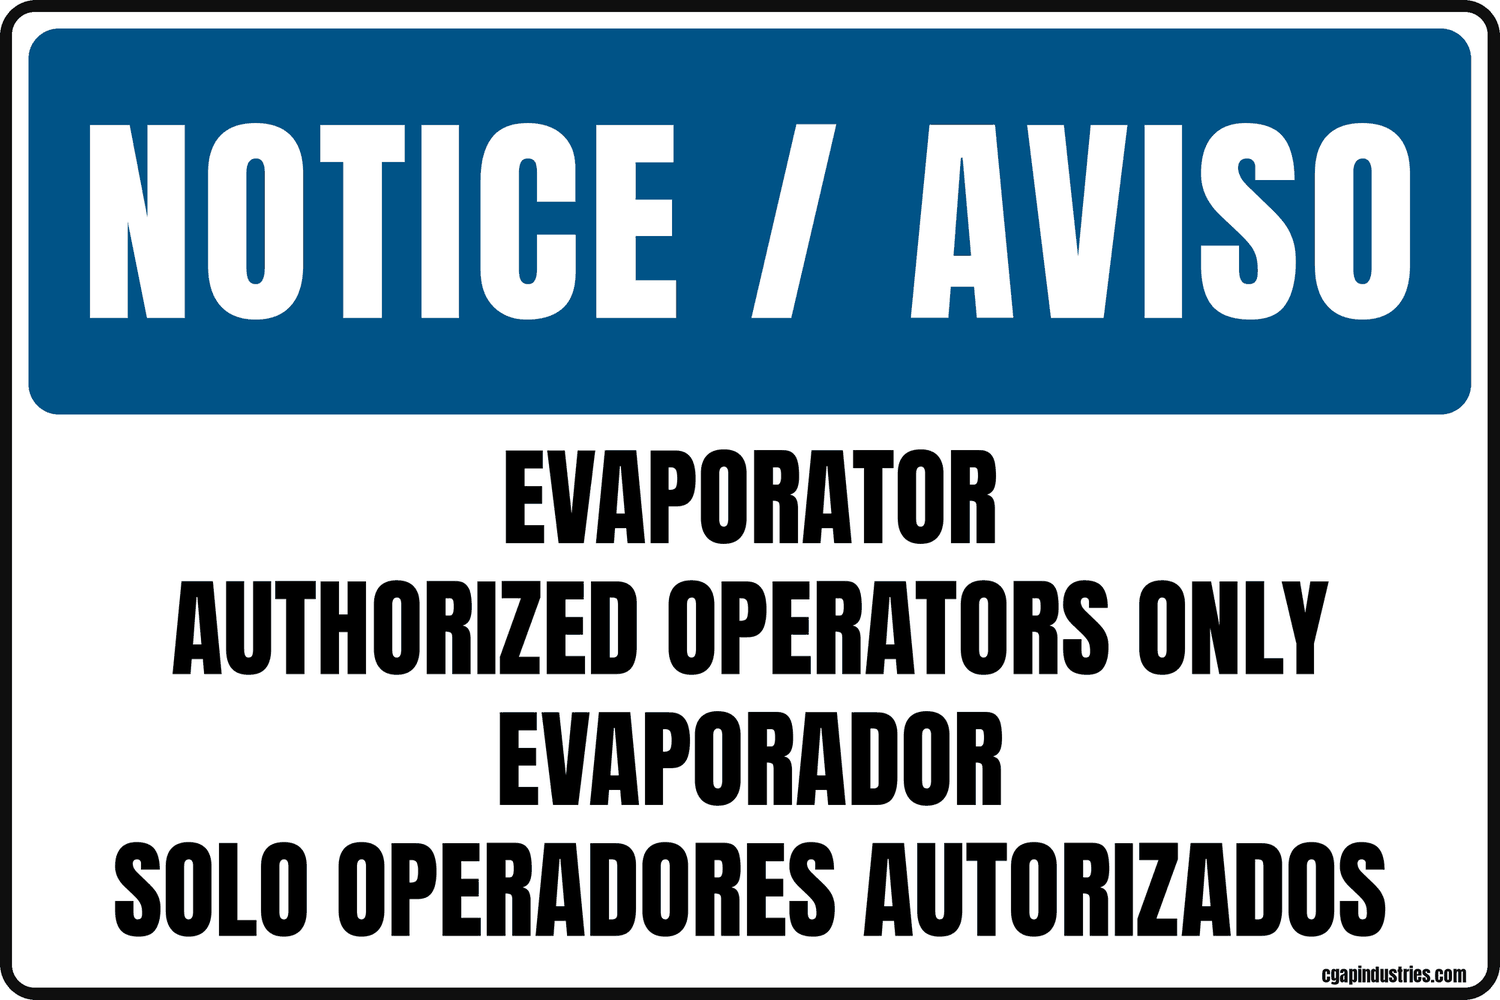 NOTICE / AVISO
EVAPORATOR
AUTHORIZED OPERATORS ONLY
EVAPORADOR
SOLO OPERADORES AUTORIZADOS
cgapindustries.com